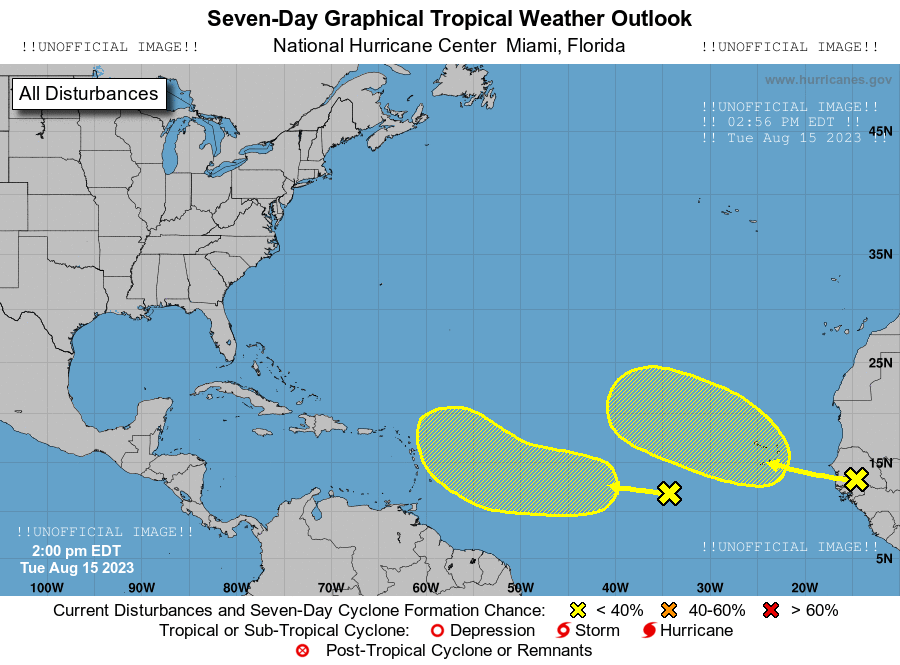 Seven-Day Graphical Tropical Weather Outlook
!!UNOFFICIAL IMAGE!! National Hurricane Center Miami, Florida !!UNOFFICIAL IMAGE!!
www.hurricanes.gov
All Disturbances
!!UNOFFICIAL IMAGE!!
!! 02:56 PM EDT !!
!! Tue Aug 15 2023 !!
45N
35N
25N
15N
5N
!!UNOFFICIAL IMAGE!!
2:00 pm EDT
Tue Aug 15 2023
!!UNOFFICIAL IMAGE!!
100W 90W 80W 70W 60W 50W 40W 30W 20W
Current Disturbances and Seven-Day Cyclone Formation Chance: < 40% 40-60% > 60%
Tropical or Sub-Tropical Cyclone: Depression Storm Hurricane
Post-Tropical Cyclone or Remnants